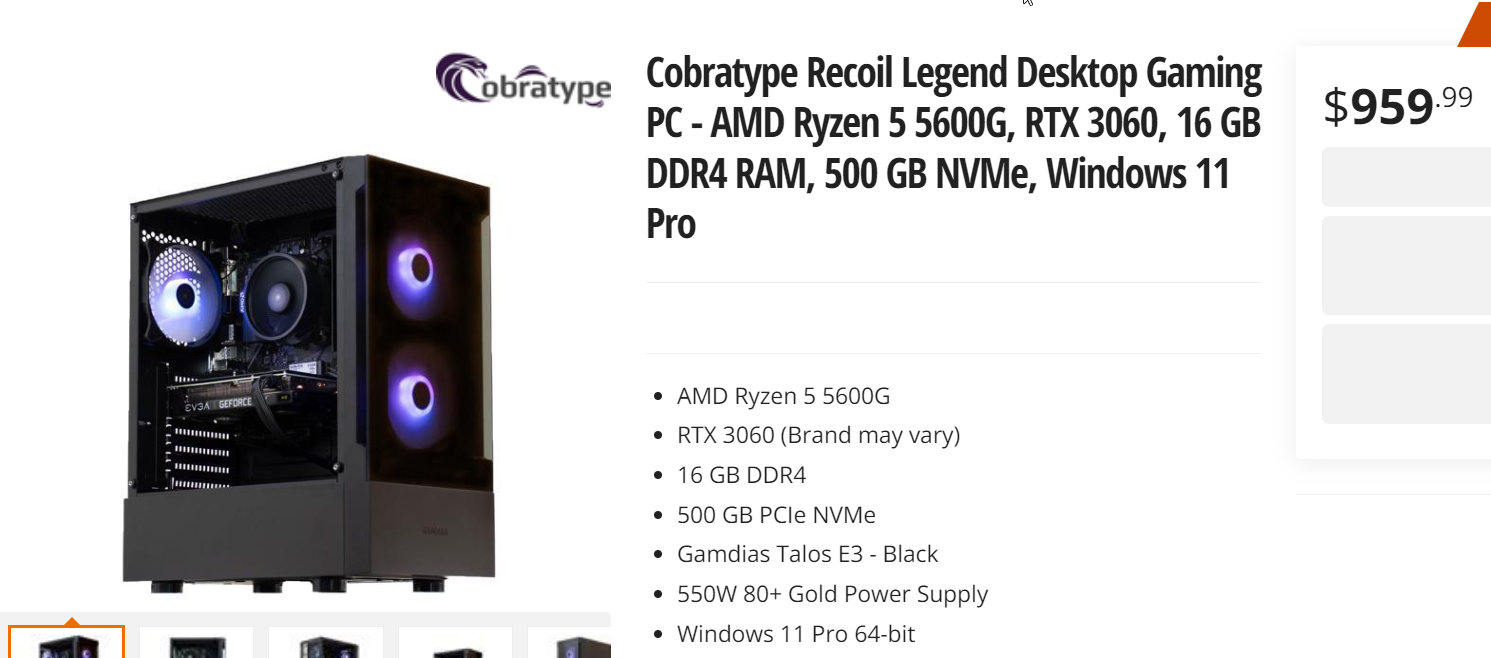 Cobratype
Cobratype Recoil Legend Desktop Gaming
PC - AMD Ryzen 5 5600G, RTX 3060, 16 GB
DDR4 RAM, 500 GB NVMe, Windows 11
Pro
$959.99
AMD Ryzen 5 5600G
RTX 3060 (Brand may vary)
16 GB DDR4
500 GB PCIe NVMe
Gamdias Talos E3 - Black
550W 80+ Gold Power Supply
Windows 11 Pro 64-bit
EVGA GEFORCE
AMD